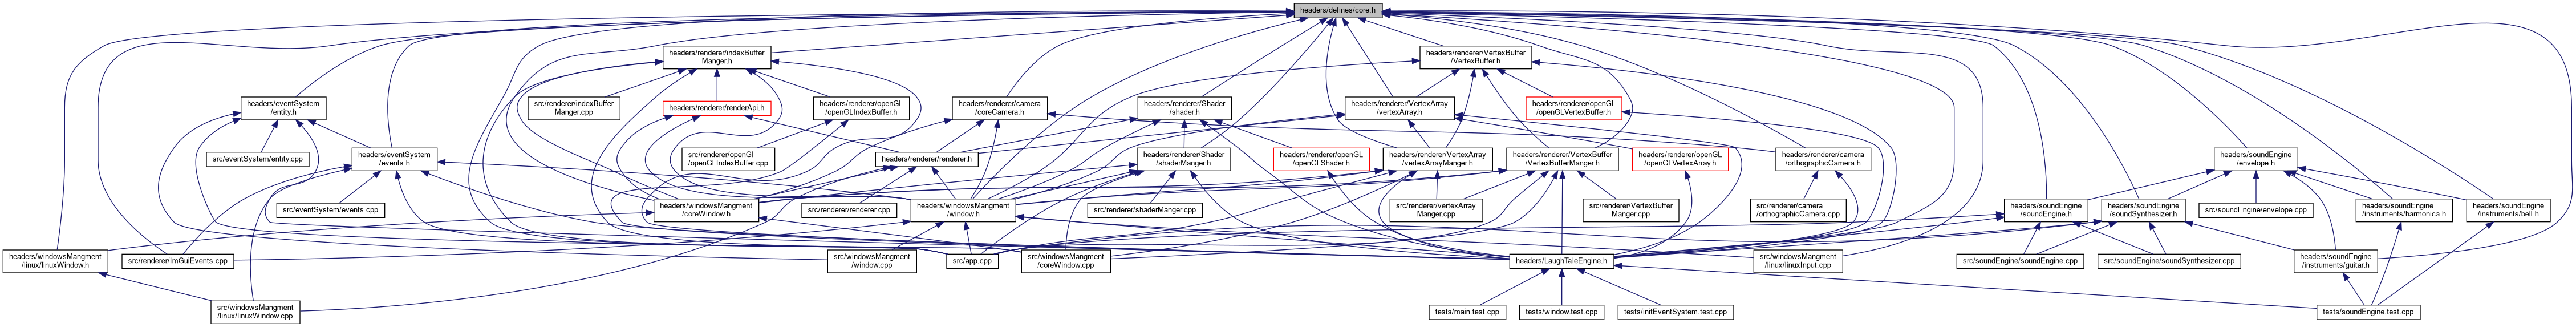 headers/defines/core.h
headers/renderer/indexBuffer
Manger.h
headers/renderer/VertexBuffer
/VertexBuffer.h
headers/eventSystem
/entity.h
src/renderer/indexBuffer
Manger.cpp
headers/renderer/renderApi.h
headers/renderer/openGL
/openGLIndexBuffer.h
headers/renderer/camera
/coreCamera.h
headers/renderer/Shader
/shader.h
headers/renderer/VertexArray
/vertexArray.h
headers/renderer/openGL
/openGLVertexBuffer.h
src/eventSystem/entity.cpp
headers/eventSystem
/events.h
src/renderer/openGl
/openGLIndexBuffer.cpp
headers/renderer/renderer.h
headers/renderer/Shader
/shaderManger.h
headers/renderer/openGL
/openGLShader.h
headers/renderer/VertexArray
/vertexArrayManger.h
headers/renderer/VertexBuffer
/VertexBufferManger.h
headers/renderer/openGL
/openGLVertexArray.h
headers/renderer/camera
/orthographicCamera.h
headers/soundEngine
/envelope.h
src/eventSystem/events.cpp
headers/windowsMangment
/coreWindow.h
src/renderer/renderer.cpp
headers/windowsMangment
/window.h
src/renderer/shaderManger.cpp
src/renderer/vertexArray
Manger.cpp
src/renderer/VertexBuffer
Manger.cpp
src/renderer/camera
/orthographicCamera.cpp
headers/soundEngine
/soundEngine.h
headers/soundEngine
/soundSynthesizer.h
src/soundEngine/envelope.cpp
headers/soundEngine
/instruments/harmonica.h
headers/soundEngine
/instruments/bell.h
headers/windowsMangment
/linux/linuxWindow.h
src/renderer/ImGuiEvents.cpp
src/windowsMangment
/window.cpp
src/app.cpp
src/windowsMangment
/coreWindow.cpp
headers/LaughTaleEngine.h
src/windowsMangment
/linux/linuxInput.cpp
src/soundEngine/soundEngine.cpp
src/soundEngine/soundSynthesizer.cpp
headers/soundEngine
/instruments/guitar.h
src/windowsMangment
/linux/linuxWindow.cpp
tests/main.test.cpp
tests/window.test.cpp
tests/initEventSystem.test.cpp
tests/soundEngine.test.cpp